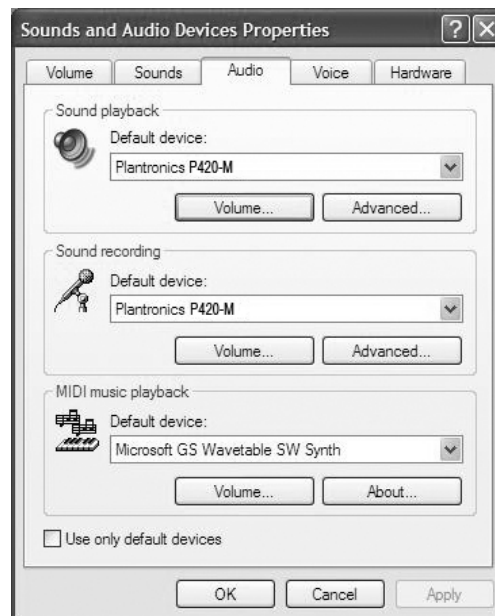 Sounds and Audio Devices Properties
Volume Sounds Audio Voice Hardware
Sound playback
Default device:
Plantronics P420-M
Volume... Advanced...
Sound recording
Default device:
Plantronics P420-M
Volume... Advanced...
MIDI music playback
Default device:
Microsoft GS Wavetable SW Synth
Volume... About...
Use only default devices
OK Cancel Apply